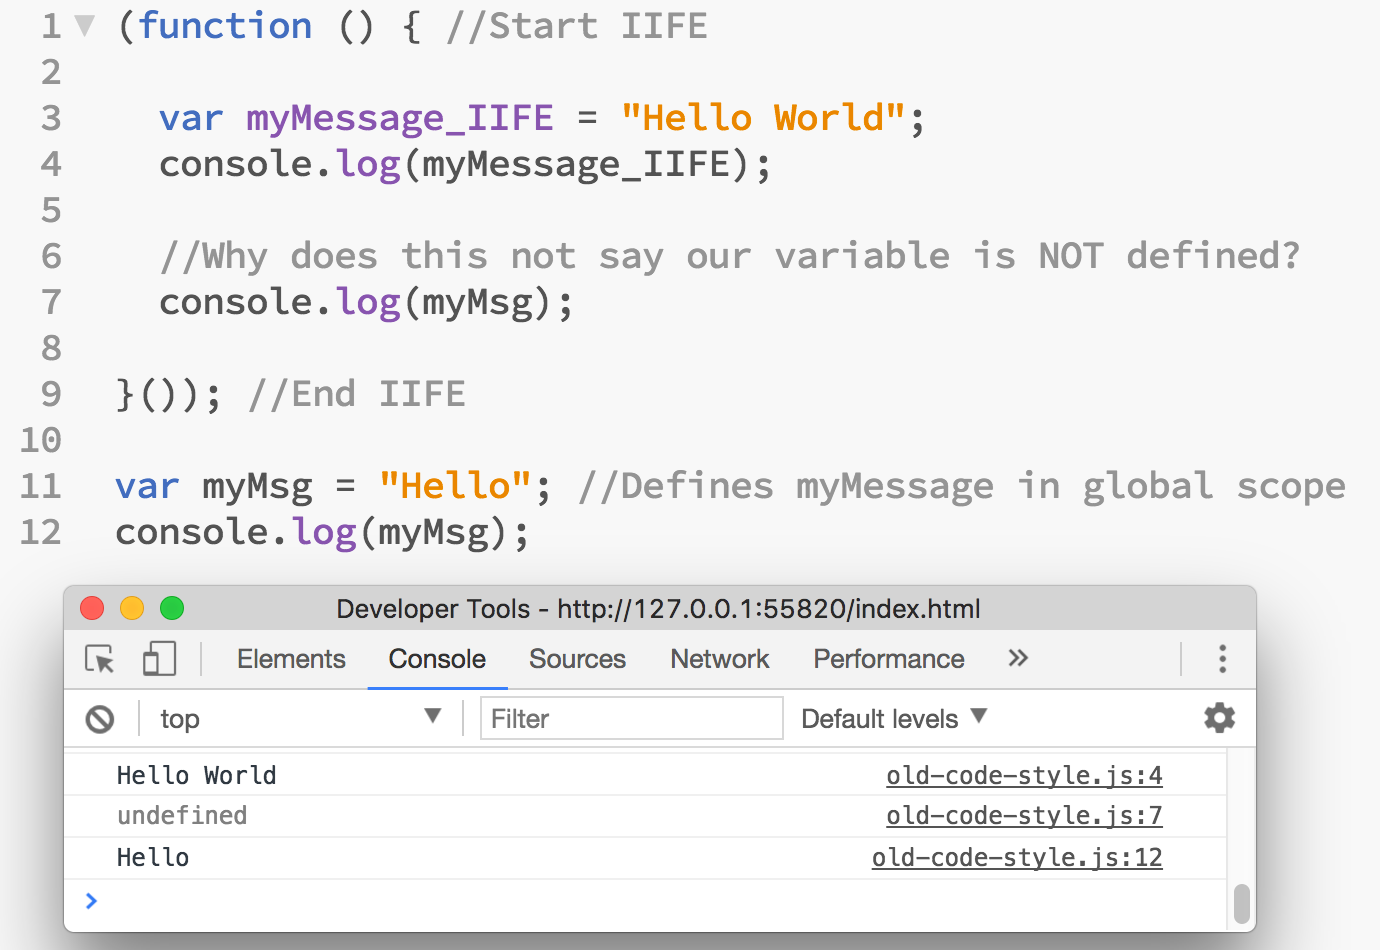 1 (function () { //Start IIFE
2
3 var myMessage_IIFE = "Hello World";
4 console.log(myMessage_IIFE);
5
6 //Why does this not say our variable is NOT defined?
7 console.log(myMsg);
8
9 }()); //End IIFE
10
11 var myMsg = "Hello"; //Defines myMessage in global scope
12 console.log(myMsg);
Developer Tools - http://127.0.0.1:55820/index.html
Elements Console Sources Network Performance »
top Filter Default levels
Hello World old-code-style.js:4
undefined old-code-style.js:7
Hello old-code-style.js:12
>